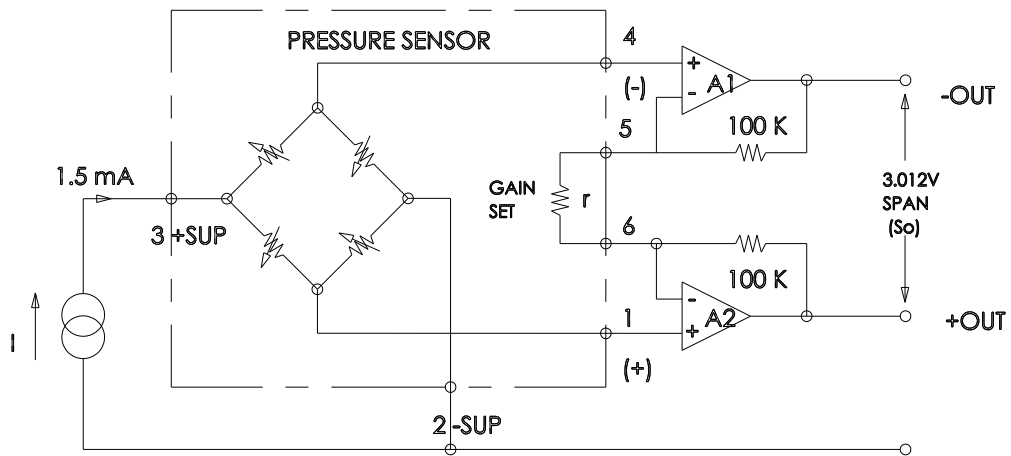 PRESSURE SENSOR
4
+
A1
(-)
-
-OUT
5
100 K
1.5 mA
GAIN
SET
r
3.012V
SPAN
(So)
3 +SUP
6
100 K
-
1
A2
+
+OUT
I
(+)
2 -SUP